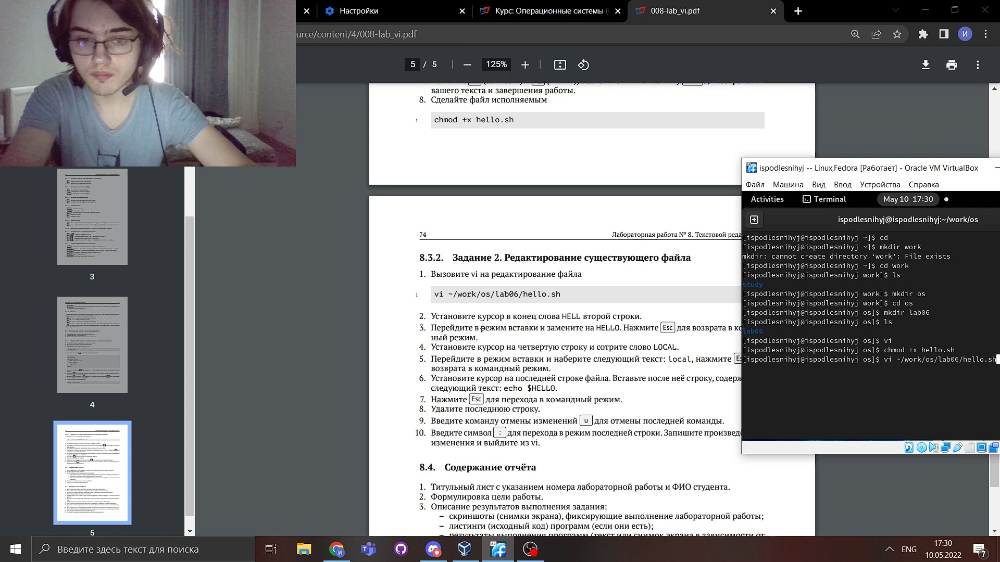 Настройки
Курс: Операционные системы (
008-lab_vi.pdf
urce/content/4/008-lab_vi.pdf
И
5 / 5
125%
вашего текста и завершения работы.
8. Сделайте файл исполняемым
1 chmod +x hello.sh
74 Лабораторная работа № 8. Текстовой реда
8.3.2. Задание 2. Редактирование существующего файла
1. Вызовите vi на редактирование файла
1 vi ~/work/os/lab06/hello.sh
2. Установите курсор в конец слова HELL второй строки.
3. Перейдите в режим вставки и замените на HELLO. Нажмите Esc для возврата в ко
ный режим.
4. Установите курсор на четвертую строку и сотрите слово LOCAL.
5. Перейдите в режим вставки и наберите следующий текст: local, нажмите Es
возврата в командный режим.
6. Установите курсор на последней строке файла. Вставьте после неё строку, содерж
следующий текст: echo $HELLO.
7. Нажмите Esc для перехода в командный режим.
8. Удалите последнюю строку.
9. Введите команду отмены изменений u для отмены последней команды.
10. Введите символ : для перехода в режим последней строки. Запишите произведё
изменения и выйдите из vi.
8.4. Содержание отчёта
1. Титульный лист с указанием номера лабораторной работы и ФИО студента.
2. Формулировка цели работы.
3. Описание результатов выполнения задания:
– скриншоты (снимки экрана), фиксирующие выполнение лабораторной работы;
– листинги (исходный код) программ (если они есть);
– результаты выполнения программ (текст или снимок экрана в зависимости от
3
4
5
ispodlesnihyj -- Linux,Fedora [Работает] - Oracle VM VirtualBox
Файл Машина Вид Ввод Устройства Справка
Activities Terminal May 10 17:30
ispodlesnihyj@ispodlesnihyj:~/work/os
[ispodlesnihyj@ispodlesnihyj ~]$ cd
[ispodlesnihyj@ispodlesnihyj ~]$ mkdir work
mkdir: cannot create directory ‘work’: File exists
[ispodlesnihyj@ispodlesnihyj ~]$ cd work
[ispodlesnihyj@ispodlesnihyj work]$ ls
study
[ispodlesnihyj@ispodlesnihyj work]$ mkdir os
[ispodlesnihyj@ispodlesnihyj work]$ cd os
[ispodlesnihyj@ispodlesnihyj os]$ mkdir lab06
[ispodlesnihyj@ispodlesnihyj os]$ ls
lab06
[ispodlesnihyj@ispodlesnihyj os]$ vi
[ispodlesnihyj@ispodlesnihyj os]$ chmod +x hello.sh
[ispodlesnihyj@ispodlesnihyj os]$ vi ~/work/os/lab06/hello.sh
Введите здесь текст для поиска
ENG
17:30
10.05.2022
7